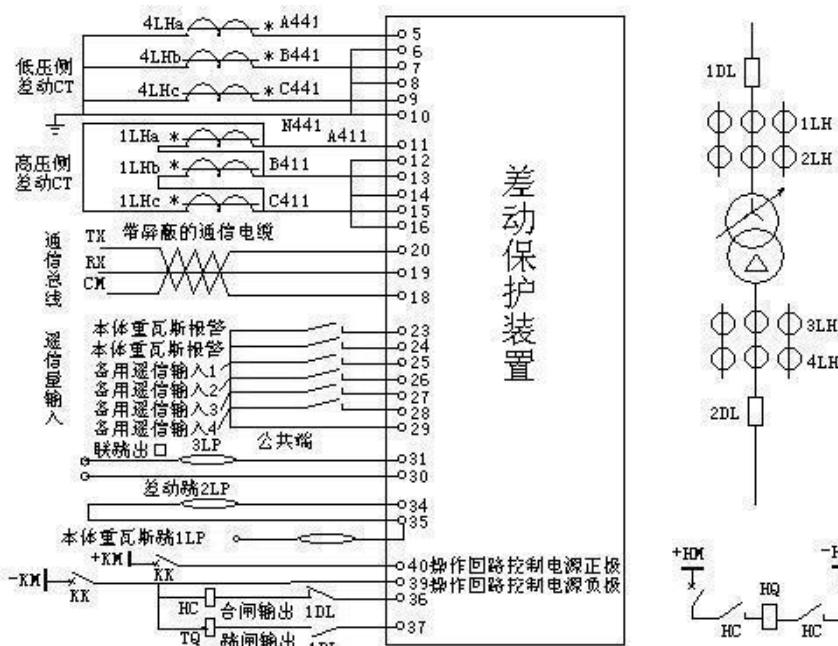 4LHa * A441
5
6
4LHb * B441
7
低压侧
差动CT
8
4LHc * C441
9
10
N441
1LHa * A411
11
12
高压侧
差动CT
1LHb * B411
13
14
1LHc * C411
15
16
通信总线
TX 带屏蔽的通信电缆
20
RX
19
CM
18
遥信量输入
本体重瓦斯报警
23
本体重瓦斯报警
24
备用遥信输入1
25
26
备用遥信输入2
27
备用遥信输入3
28
备用遥信输入4
29
公共端
联跳出口 3LP
31
30
差动跳2LP
34
35
本体重瓦斯跳1LP
+KM
KK
40操作回路控制电源正极
-KM
KK
39操作回路控制电源负极
HC 合闸输出 1DL
36
TQ 跳闸输出 1DL
37
差动保护装置
1DL
1LH
2LH
3LH
4LH
2DL
+HM
-H
HQ
HC
HC